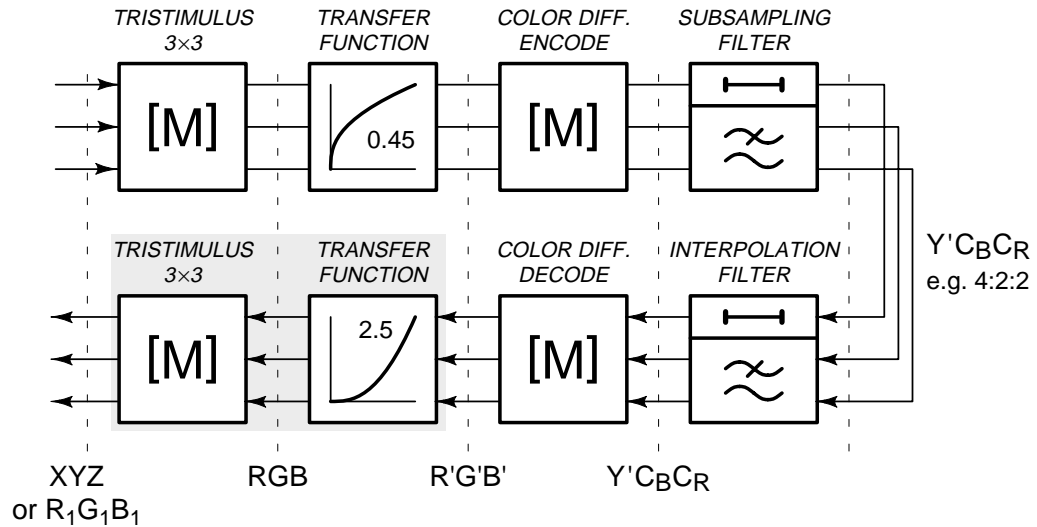 TRISTIMULUS
3×3
TRANSFER
FUNCTION
COLOR DIFF.
ENCODE
SUBSAMPLING
FILTER
[M]
0.45
[M]
TRISTIMULUS
3×3
TRANSFER
FUNCTION
COLOR DIFF.
DECODE
INTERPOLATION
FILTER
Y'CBCR
e.g. 4:2:2
[M]
2.5
[M]
XYZ
or R1G1B1
RGB
R'G'B'
Y'CBCR